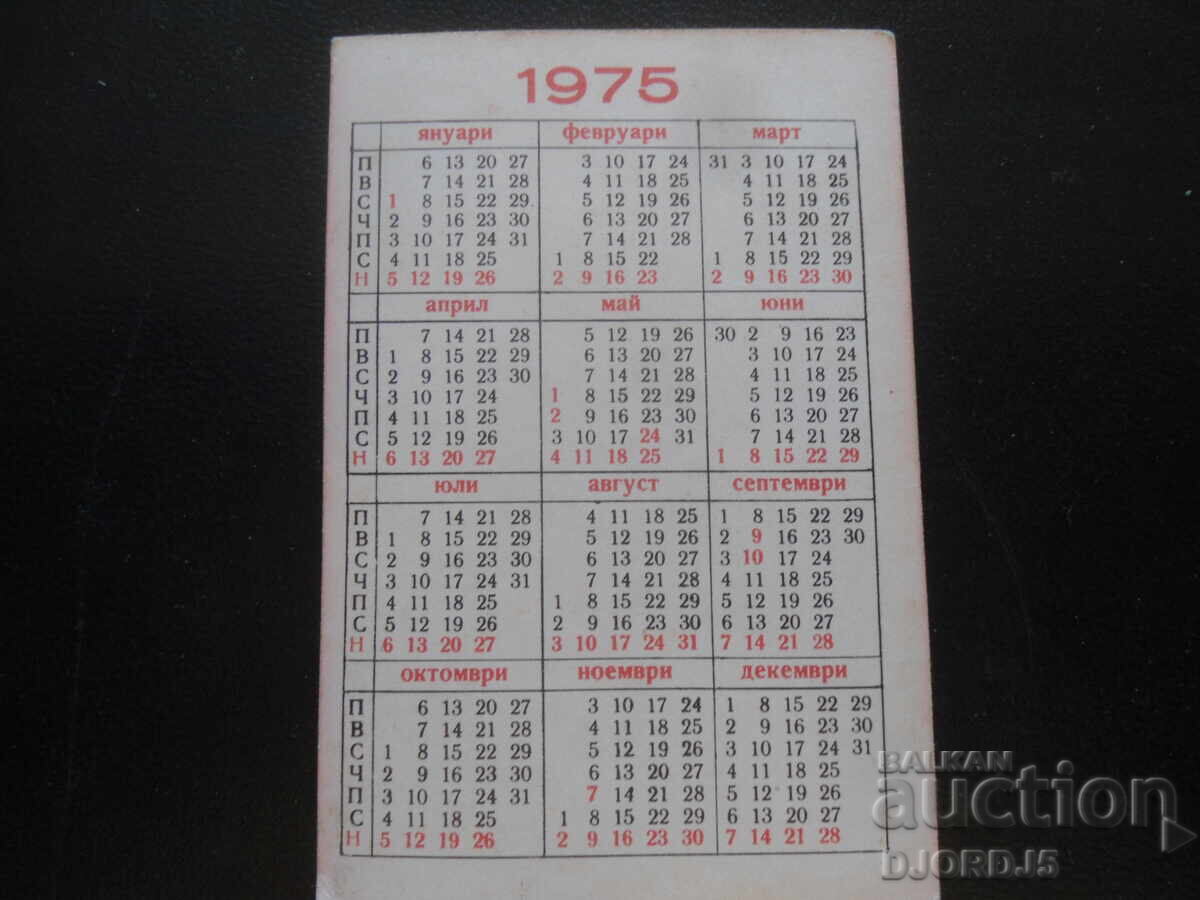 1975
януари февруари март
П 6 13 20 27 3 10 17 24 31 3 10 17 24
В 7 14 21 28 4 11 18 25 4 11 18 25
С 1 8 15 22 29 5 12 19 26 5 12 19 26
Ч 2 9 16 23 30 6 13 20 27 6 13 20 27
П 3 10 17 24 31 7 14 21 28 7 14 21 28
С 4 11 18 25 1 8 15 22 1 8 15 22 29
Н 5 12 19 26 2 9 16 23 2 9 16 23 30
април май юни
П 7 14 21 28 5 12 19 26 30 2 9 16 23
В 1 8 15 22 29 6 13 20 27 3 10 17 24
С 2 9 16 23 30 7 14 21 28 4 11 18 25
Ч 3 10 17 24 1 8 15 22 29 5 12 19 26
П 4 11 18 25 2 9 16 23 30 6 13 20 27
С 5 12 19 26 3 10 17 24 31 7 14 21 28
Н 6 13 20 27 4 11 18 25 1 8 15 22 29
юли август септември
П 7 14 21 28 4 11 18 25 1 8 15 22 29
В 1 8 15 22 29 5 12 19 26 2 9 16 23 30
С 2 9 16 23 30 6 13 20 27 3 10 17 24
Ч 3 10 17 24 31 7 14 21 28 4 11 18 25
П 4 11 18 25 1 8 15 22 29 5 12 19 26
С 5 12 19 26 2 9 16 23 30 6 13 20 27
Н 6 13 20 27 3 10 17 24 31 7 14 21 28
октомври ноември декември
П 6 13 20 27 3 10 17 24 1 8 15 22 29
В 7 14 21 28 4 11 18 25 2 9 16 23 30
С 1 8 15 22 29 5 12 19 26 3 10 17 24 31
Ч 2 9 16 23 30 6 13 20 27 4 11 18 25
П 3 10 17 24 31 7 14 21 28 5 12 19 26
С 4 11 18 25 1 8 15 22 29 6 13 20 27
Н 5 12 19 26 2 9 16 23 30 7 14 21 28
BALKAN
auction
DJORDJ5